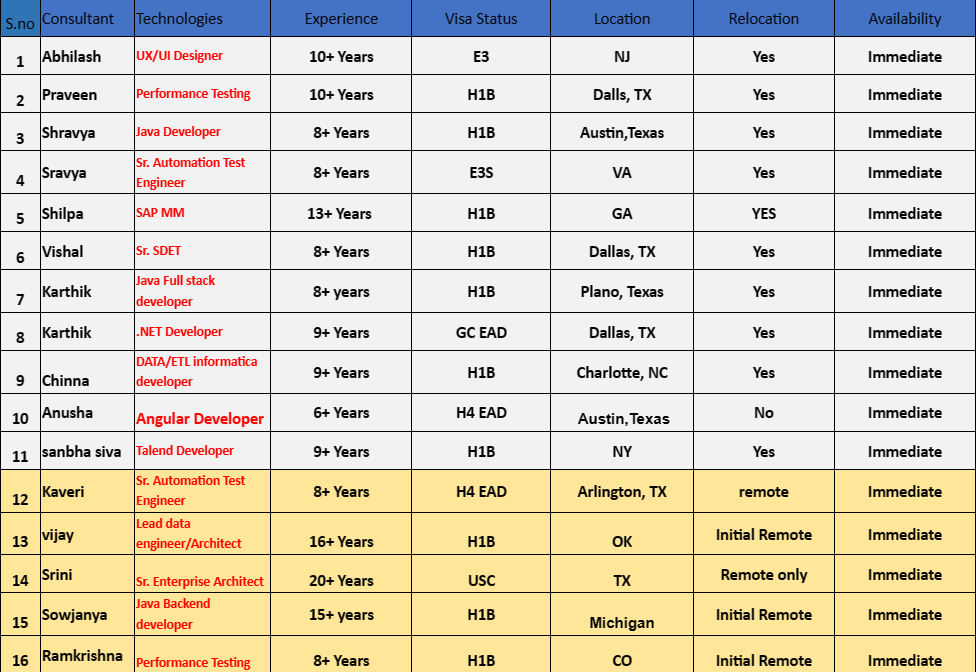 S.no Consultant Technologies Experience Visa Status Location Relocation Availability
1 Abhilash UX/UI Designer 10+ Years E3 NJ Yes Immediate
2 Praveen Performance Testing 10+ Years H1B Dalls, TX Yes Immediate
3 Shravya Java Developer 8+ Years H1B Austin,Texas Yes Immediate
4 Sravya Sr. Automation Test Engineer 8+ Years E3S VA Yes Immediate
5 Shilpa SAP MM 13+ Years H1B GA YES Immediate
6 Vishal Sr. SDET 8+ Years H1B Dallas, TX Yes Immediate
7 Karthik Java Full stack developer 8+ years H1B Plano, Texas Yes Immediate
8 Karthik .NET Developer 9+ Years GC EAD Dallas, TX Yes Immediate
9 Chinna DATA/ETL informatica developer 9+ Years H1B Charlotte, NC Yes Immediate
10 Anusha Angular Developer 6+ Years H4 EAD Austin,Texas No Immediate
11 sanbha siva Talend Developer 9+ Years H1B NY Yes Immediate
12 Kaveri Sr. Automation Test Engineer 8+ Years H4 EAD Arlington, TX remote Immediate
13 vijay Lead data engineer/Architect 16+ Years H1B OK Initial Remote Immediate
14 Srini Sr. Enterprise Architect 20+ Years USC TX Remote only Immediate
15 Sowjanya Java Backend developer 15+ years H1B Michigan Initial Remote Immediate
16 Ramkrishna Performance Testing 8+ Years H1B CO Initial Remote Immediate